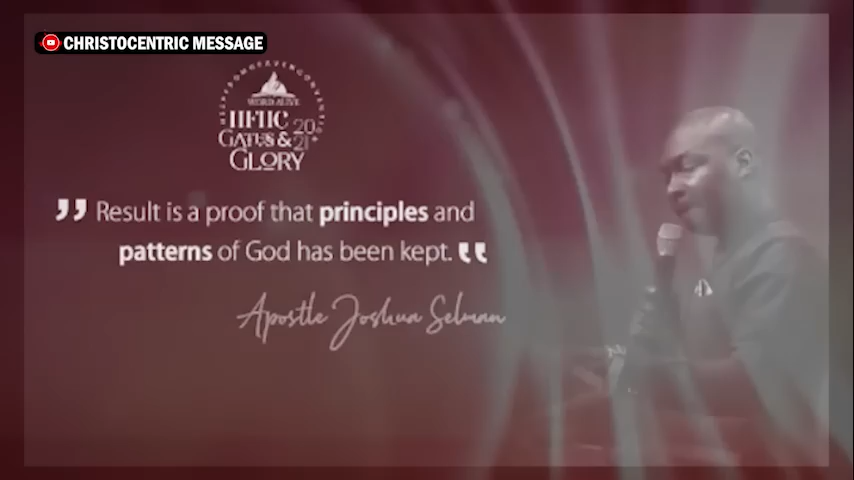 CHRISTOCENTRIC MESSAGE
WORD ALIVE
HFHC
GATES &
2021
GLORY
” Result is a proof that principles and
patterns of God has been kept. “
Apostle Joshua Selman